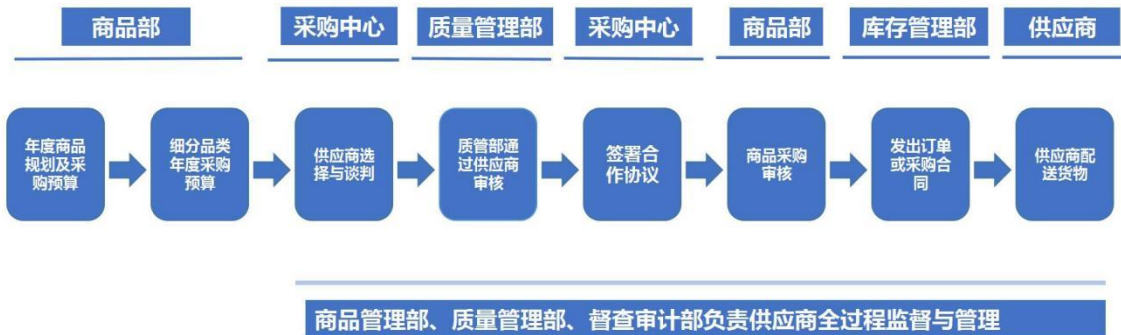 商品部
采购中心
质量管理部
采购中心
商品部
库存管理部
供应商
年度商品
规划及采
购预算
细分品类
年度采购
预算
供应商选
择与谈判
质管部通
过供应商
审核
签署合
作协议
商品采购
审核
发出订单
或采购合
同
供应商配
送货物
商品管理部、质量管理部、督查审计部负责供应商全过程监督与管理